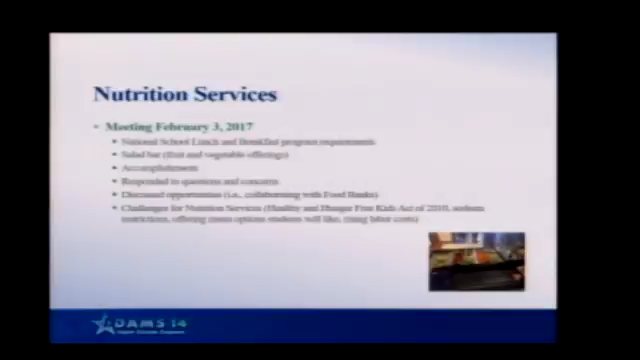 Nutrition Services
• Meeting February 3, 2017
• National School Lunch and Breakfast program requirements
• Salad bar (fruit and vegetable offerings)
• Accomplishments
• Responded to questions and concerns
• Discussed opportunities (i.e., collaborating with Food Banks)
• Challenges for Nutrition Services (Healthy and Hunger Free Kids Act of 2010, sodium
restrictions, offering menu options students will like, rising labor costs)
ADAMS 14